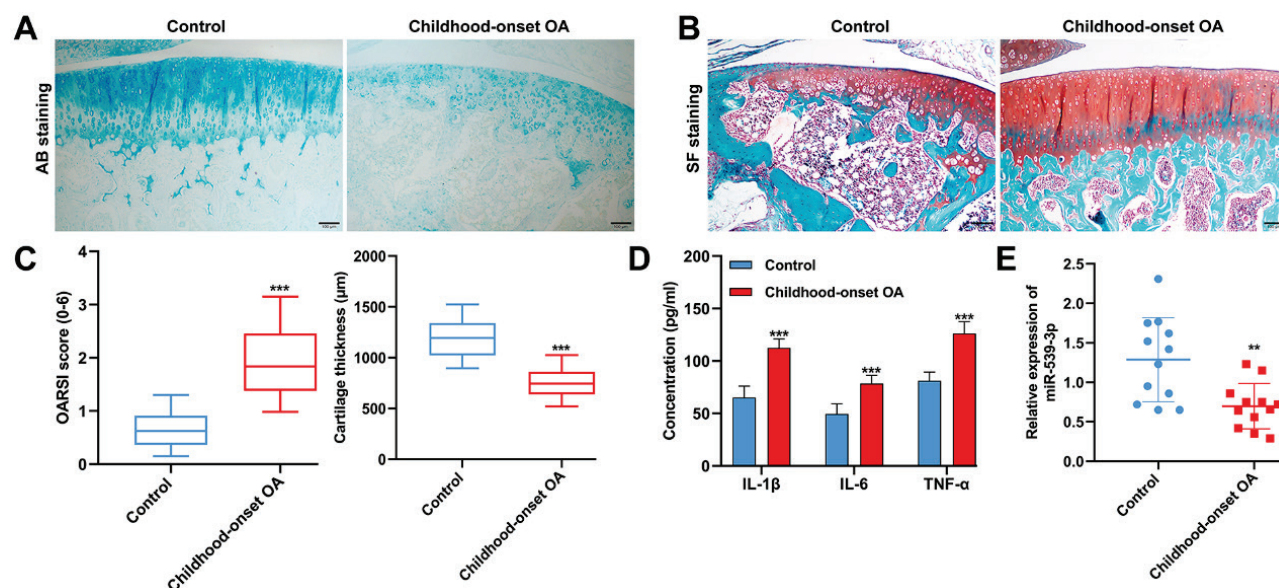 A
Control
Childhood-onset OA
AB staining
100 μm
B
Control
Childhood-onset OA
SF staining
C
OARSI score (0-6)
4
3
2
1
0
***
Control
Childhood-onset OA
Cartilage thickness (μm)
2000
1500
1000
500
0
***
Control
Childhood-onset OA
D
Concentration (pg/ml)
200
150
100
50
0
Control
Childhood-onset OA
***
***
***
IL-1β
IL-6
TNF-α
E
Relative expression of
miR-539-3p
2.5
2.0
1.5
1.0
0.5
0.0
**
Control
Childhood-onset OA